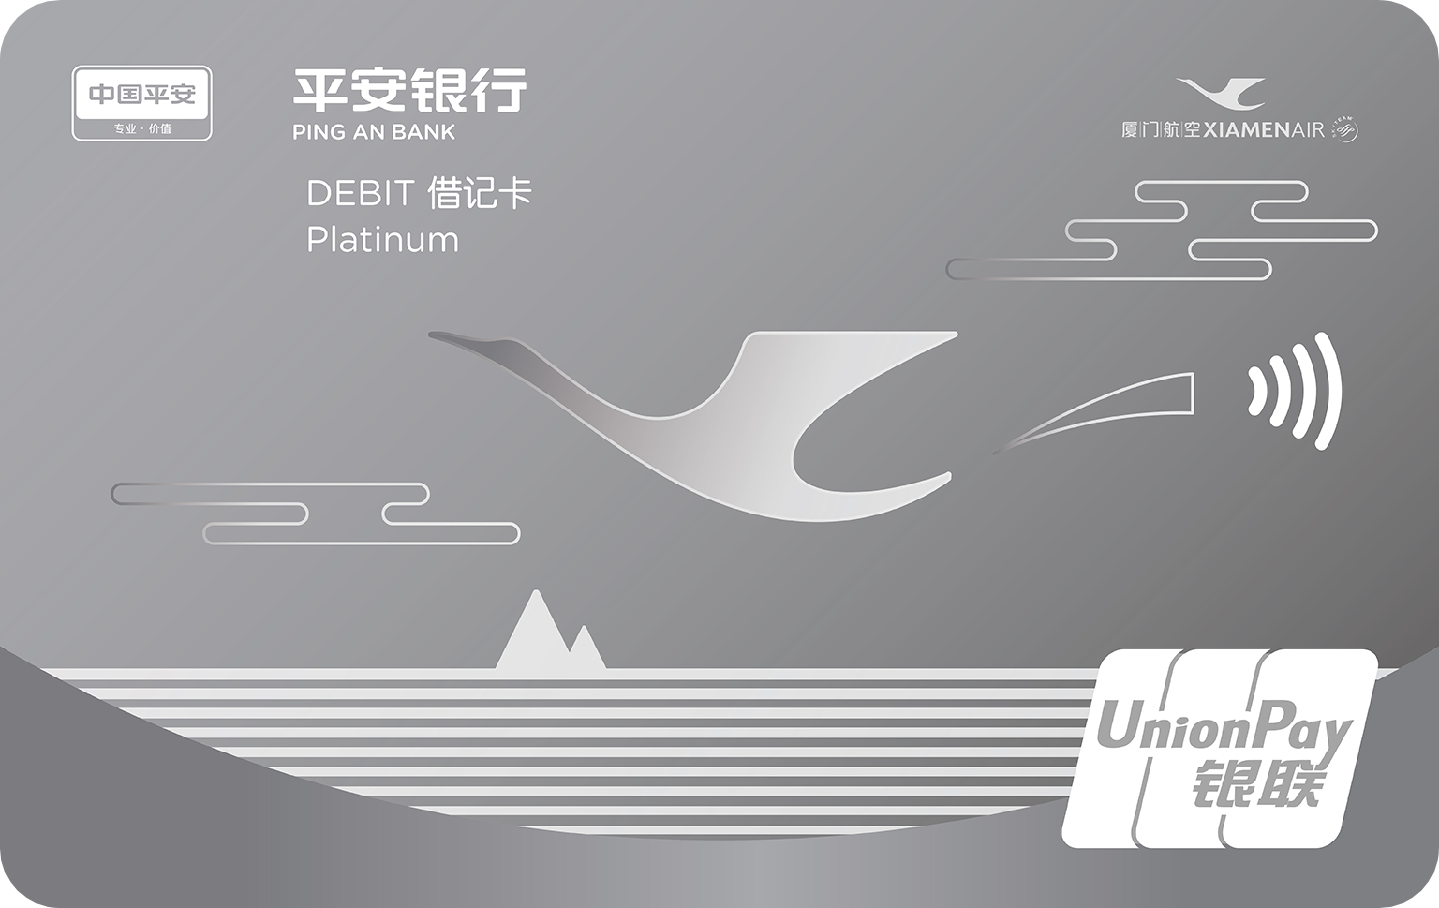 中国平安
专业·价值
平安银行
PING AN BANK
DEBIT 借记卡
Platinum
厦门航空 XIAMENAIR
UnionPay
银联